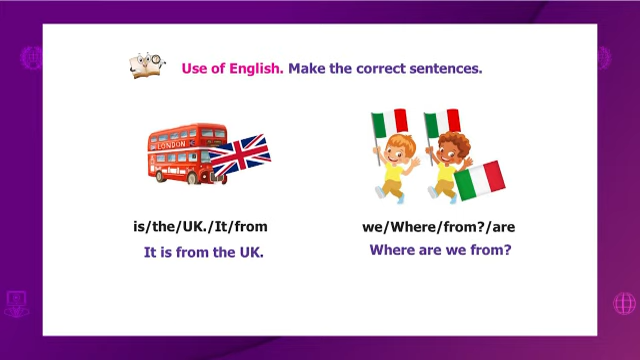 Use of English. Make the correct sentences.
LONDON
is/the/UK./It/from
It is from the UK.
we/Where/from?/are
Where are we from?